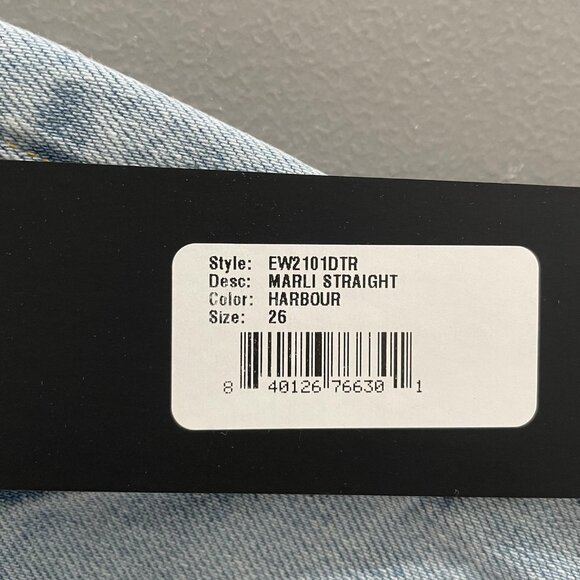 Style: EW2101DTR
Desc: MARLI STRAIGHT
Color: HARBOUR
Size: 26
8 40126 76630 1